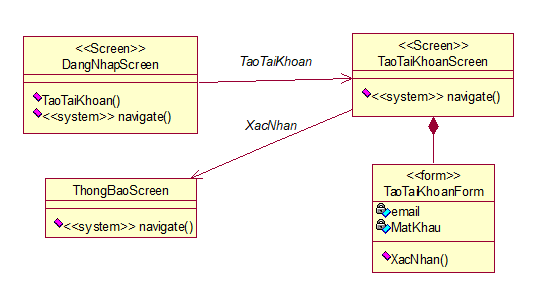 <<Screen>>
DangNhapScreen
TaoTaiKhoan()
<<system>> navigate()
TaoTaiKhoan
<<Screen>>
TaoTaiKhoanScreen
<<system>> navigate()
XacNhan
ThongBaoScreen
<<system>> navigate()
<<form>>
TaoTaiKhoanForm
email
MatKhau
XacNhan()